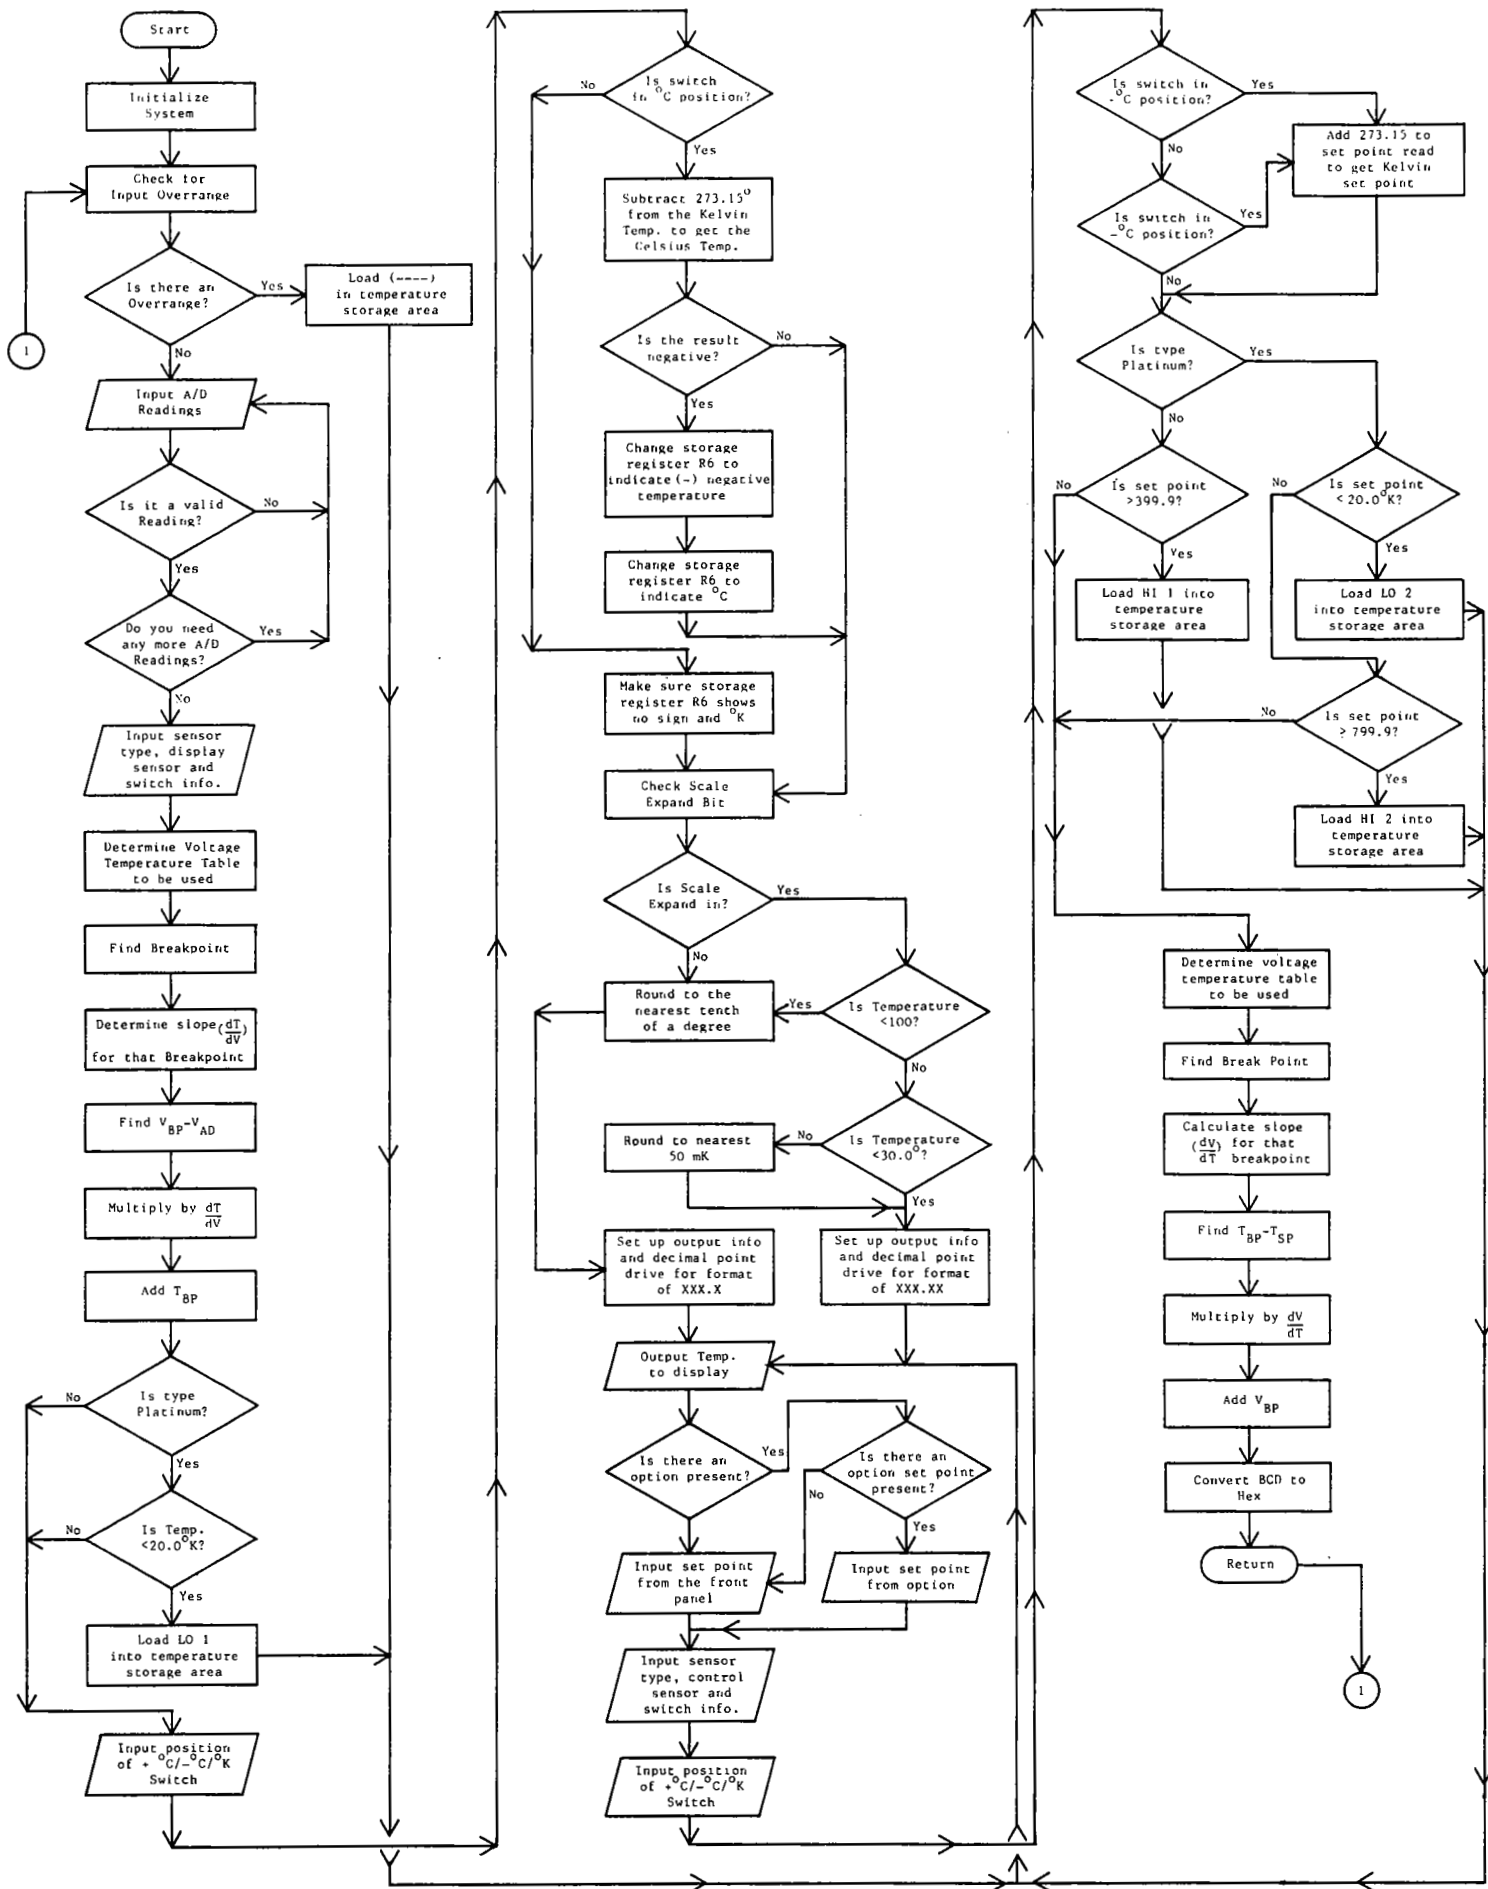 Start
Initialize
System
Check for
Input Overrange
Is there an
Overrange?
Yes
Load (----)
in temperature
storage area
No
1
Input A/D
Readings
Is it a valid
Reading?
No
Yes
Do you need
any more A/D
Readings?
Yes
No
Input sensor
type, display
sensor and
switch info.
Determine Voltage
Temperature Table
to be used
Find Breakpoint
Determine slope(dT/dV)
for that Breakpoint
Find VBP-VAD
Multiply by dT/dV
Add TBP
Is type
Platinum?
No
Yes
Is Temp.
<20.0°K?
No
Yes
Load LO 1
into temperature
storage area
Input position
of +°C/-°C/°K
Switch
Is switch
in °C position?
No
Yes
Subtract 273.15°
from the Kelvin
Temp. to get the
Celsius Temp.
Is the result
negative?
No
Yes
Change storage
register R6 to
indicate(-) negative
temperature
Change storage
register R6 to
indicate °C
Make sure storage
register R6 shows
no sign and °K
Check Scale
Expand Bit
Is Scale
Expand in?
Yes
No
Round to the
nearest tenth
of a degree
Yes
Is Temperature
<100?
No
Round to nearest
50 mK
No
Is Temperature
<30.0°?
Yes
Set up output info
and decimal point
drive for format
of XXX.X
Set up output info
and decimal point
drive for format
of XXX.XX
Output Temp.
to display
Is there an
option present?
Yes
Is there an
option set point
present?
No
Yes
Input set point
from the front
panel
Input set point
from option
Input sensor
type, control
sensor and
switch info.
Input position
of +°C/-°C/°K
Switch
Is switch in
-°C position?
Yes
No
Add 273.15 to
set point read
to get Kelvin
set point
Is switch in
-°C position?
Yes
No
Is type
Platinum?
Yes
No
Is set point
>399.9?
No
Yes
Is set point
<20.0°K?
No
Yes
Load HI 1 into
temperature
storage area
Load LO 2
into temperature
storage area
Is set point
> 799.9?
No
Yes
Load HI 2 into
temperature
storage area
Determine voltage
temperature table
to be used
Find Break Point
Calculate slope
(dV/dT) for that
breakpoint
Find TBP-TSP
Multiply by dV/dT
Add VBP
Convert BCD to
Hex
Return
1